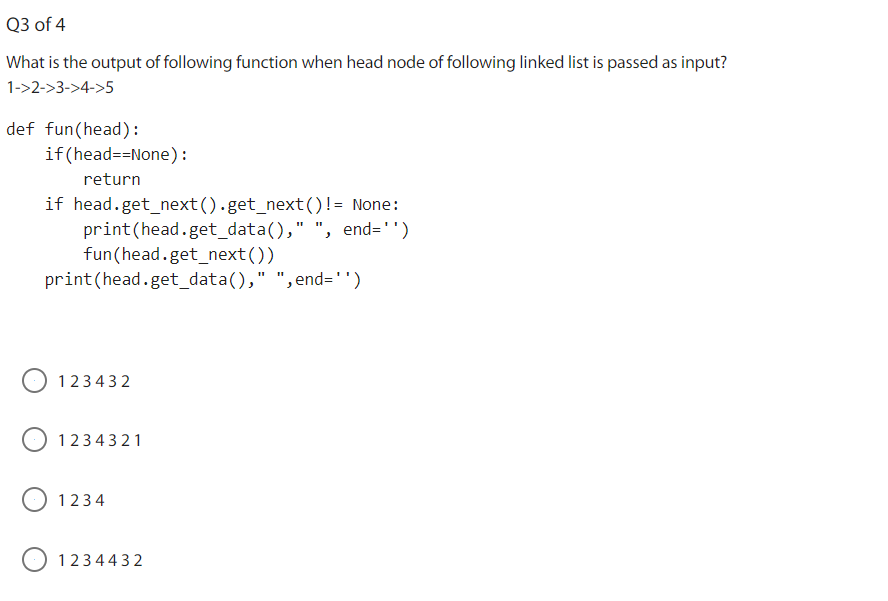 Q3 of 4
What is the output of following function when head node of following linked list is passed as input?
1->2->3->4->5
def fun(head):
    if(head==None):
        return
    if head.get_next().get_next()!= None:
        print(head.get_data()," ", end='')
        fun(head.get_next())
    print(head.get_data()," ",end='')
1 2 3 4 3 2
1 2 3 4 3 2 1
1 2 3 4
1 2 3 4 4 3 2